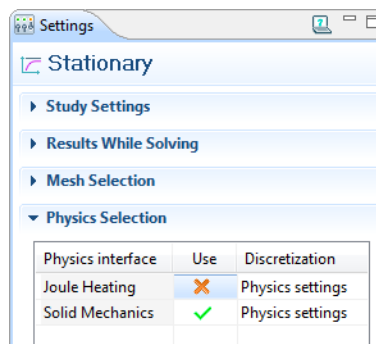 Settings
Stationary
Study Settings
Results While Solving
Mesh Selection
Physics Selection
Physics interface Use Discretization
Joule Heating Physics settings
Solid Mechanics Physics settings